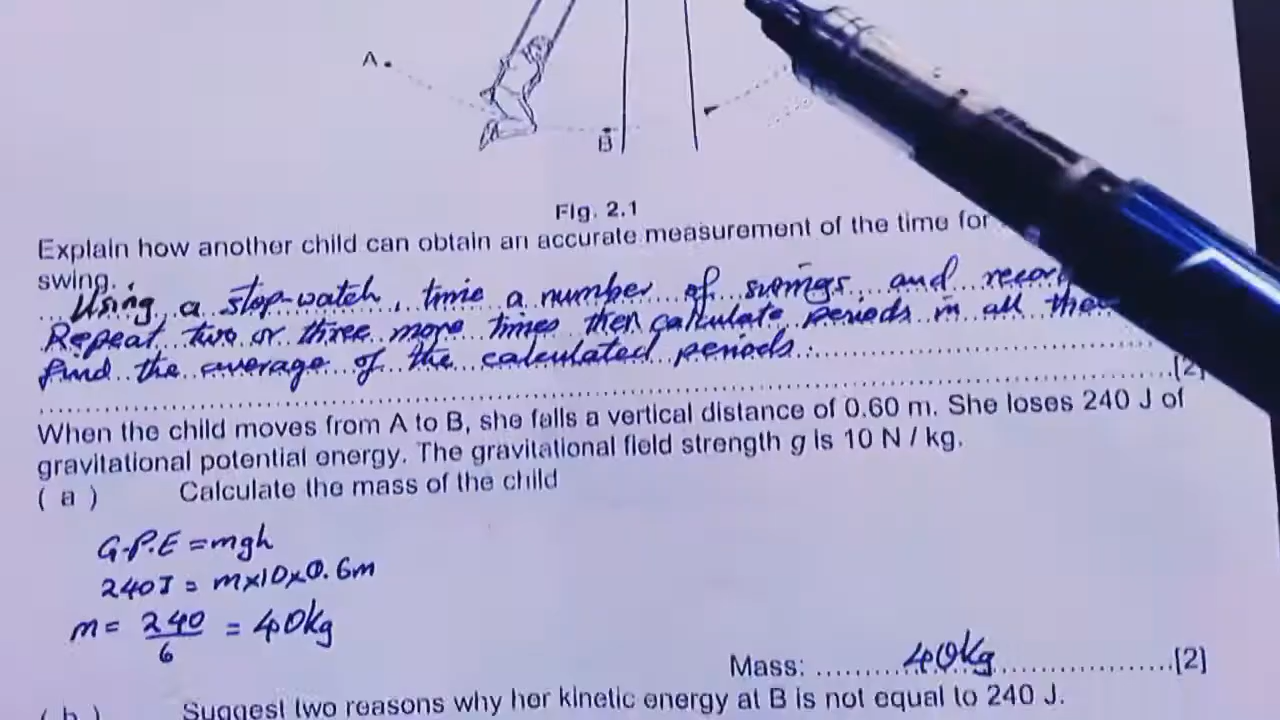 A.
B
Fig. 2.1
Explain how another child can obtain an accurate measurement of the time for
swing.
Using a stop-watch, time a number of swings, and
Repeat two or three more times then calculate periods in all
find the average of the calculated periods.
[2]
When the child moves from A to B, she falls a vertical distance of 0.60 m. She loses 240 J of
gravitational potential energy. The gravitational field strength g is 10 N / kg.
( a ) Calculate the mass of the child
G.P.E = mgh
240J = m×10×0.6m
m = 240/6 = 40kg
Mass: 40kg [2]
( b ) Suggest two reasons why her kinetic energy at B is not equal to 240 J.